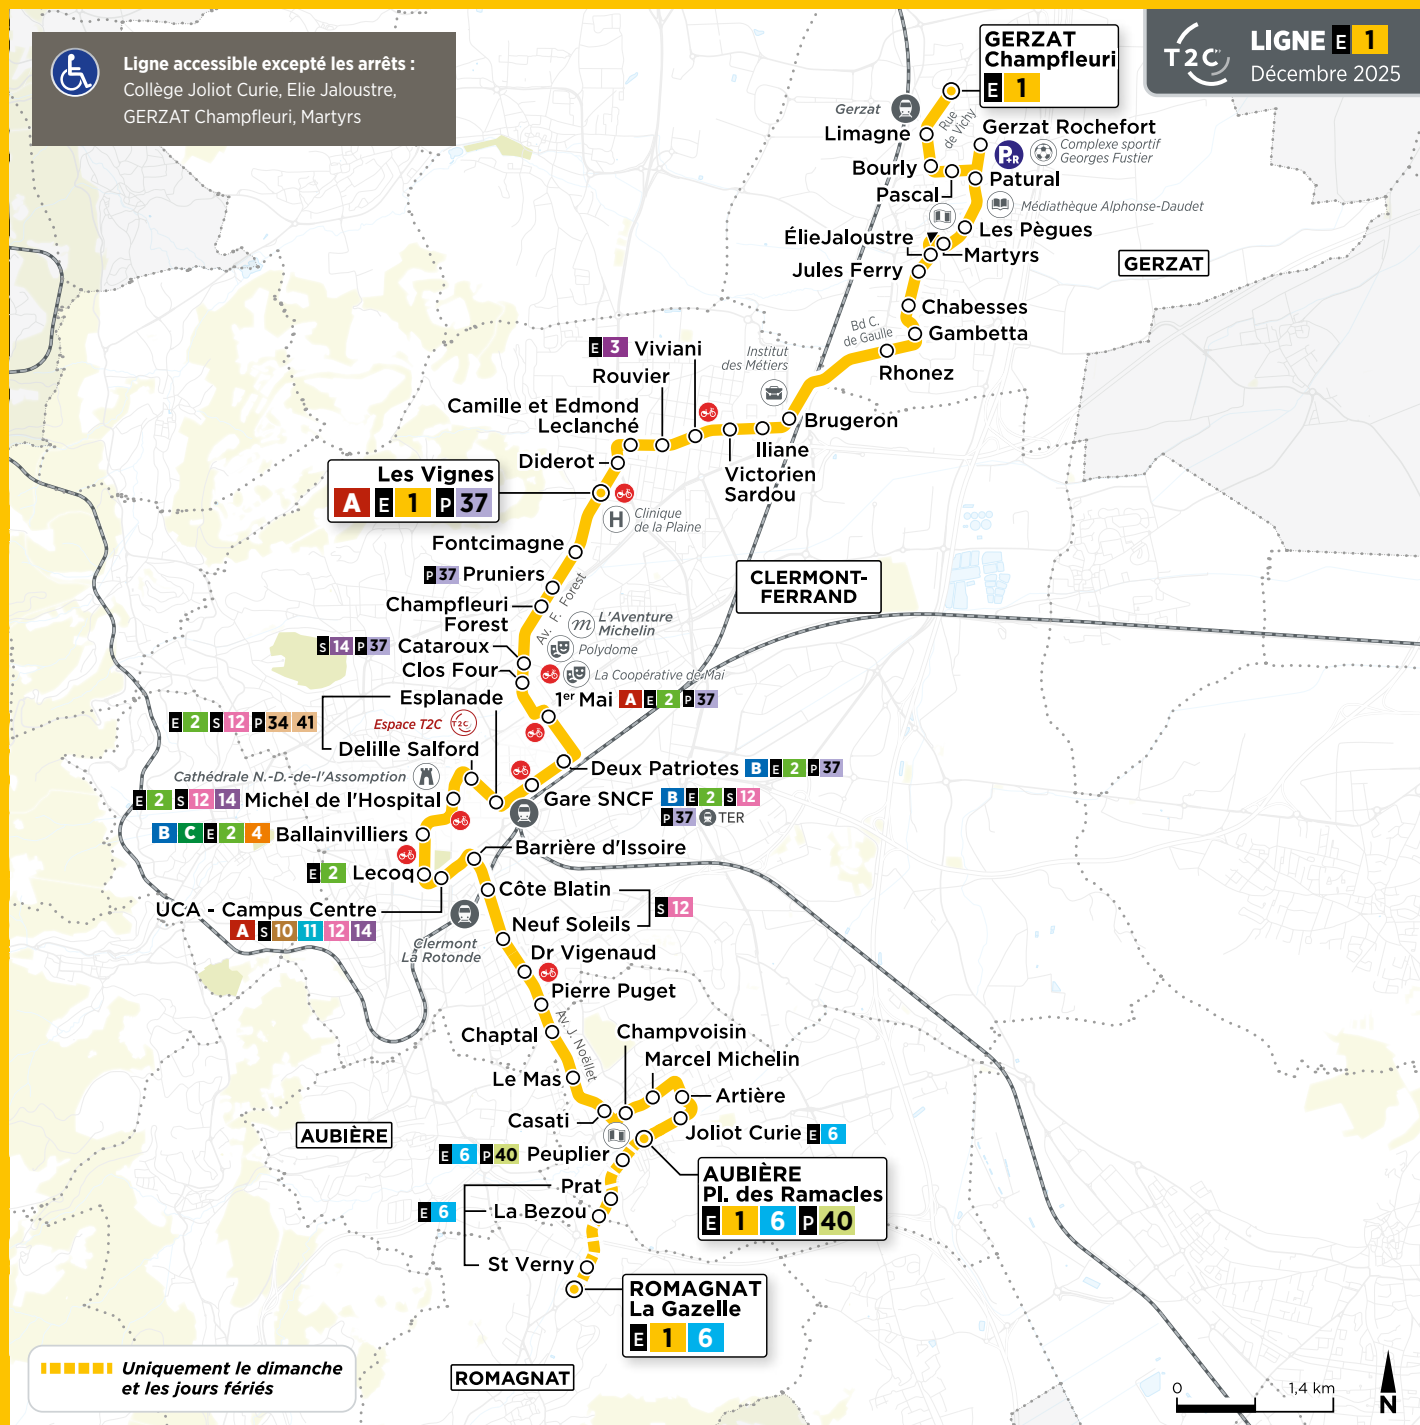 Ligne accessible excepté les arrêts :
Collège Joliot Curie, Elie Jaloustre,
GERZAT Champfleuri, Martyrs
T2C
LIGNE E 1
Décembre 2025
GERZAT
Champfleuri
E 1
Gerzat
Limagne
Rue
de Vichy
Gerzat Rochefort
P+R
Complexe sportif
Georges Fustier
Bourly
Pascal
Patural
Médiathèque Alphonse-Daudet
Les Pègues
ÉlieJaloustre
Martyrs
GERZAT
Jules Ferry
Chabesses
Bd C.
de Gaulle
Gambetta
Rhonez
E 3 Viviani
Institut
des Métiers
Rouvier
Camille et Edmond
Leclanché
Brugeron
Iliane
Diderot
Victorien
Sardou
Les Vignes
A E 1 P 37
H
Clinique
de la Plaine
Fontcimagne
P 37 Pruniers
CLERMONT-
FERRAND
Av. F. Forest
Champfleuri
Forest
m
L'Aventure
Michelin
S 14 P 37 Cataroux
Polydome
Clos Four
La Coopérative de Mai
Esplanade
1er Mai A E 2 P 37
E 2 S 12 P 34 41
Espace T2C
T2C
Delille Salford
Deux Patriotes B E 2 P 37
Cathédrale N.-D.-de-l'Assomption
E 2 S 12 14 Michel de l'Hospital
Gare SNCF B E 2 S 12
P 37 TER
B C E 2 4 Ballainvilliers
Barrière d'Issoire
E 2 Lecoq
Côte Blatin
S 12
UCA - Campus Centre
A S 10 11 12 14
Neuf Soleils
Clermont
La Rotonde
Dr Vigenaud
Pierre Puget
Av. J. Noëllet
Chaptal
Champvoisin
Marcel Michelin
Le Mas
Artière
Casati
AUBIÈRE
Joliot Curie E 6
E 6 P 40 Peuplier
AUBIÈRE
Pl. des Ramacles
E 1 6 P 40
Prat
E 6
La Bezou
St Verny
ROMAGNAT
La Gazelle
E 1 6
Uniquement le dimanche
et les jours fériés
ROMAGNAT
0 1,4 km
N